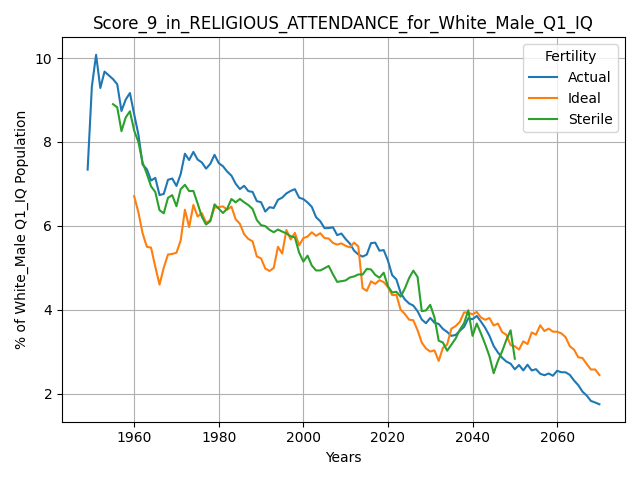 Score_9_in_RELIGIOUS_ATTENDANCE_for_White_Male_Q1_IQ
% of White_Male Q1_IQ Population
10
8
6
4
2
Fertility
Actual
Ideal
Sterile
1960 1980 2000 2020 2040 2060
Years